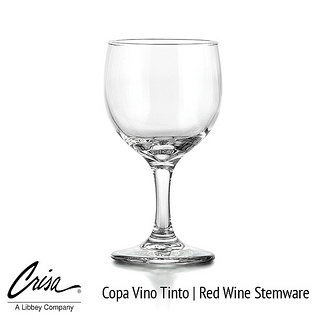 Crisa®
A Libbey Company
Copa Vino Tinto | Red Wine Stemware